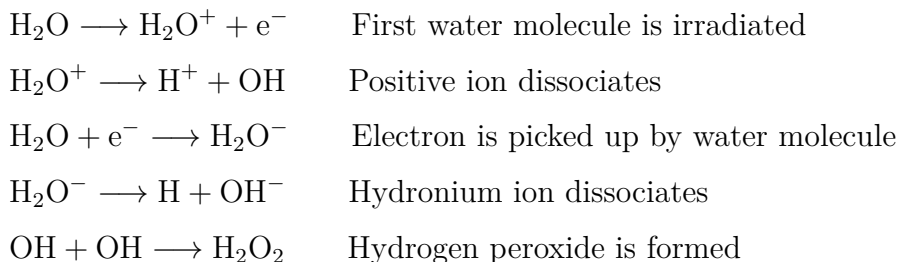 H₂O ⟶ H₂O⁺ + e⁻ First water molecule is irradiated
H₂O⁺ ⟶ H⁺ + OH Positive ion dissociates
H₂O + e⁻ ⟶ H₂O⁻ Electron is picked up by water molecule
H₂O⁻ ⟶ H + OH⁻ Hydronium ion dissociates
OH + OH ⟶ H₂O₂ Hydrogen peroxide is formed